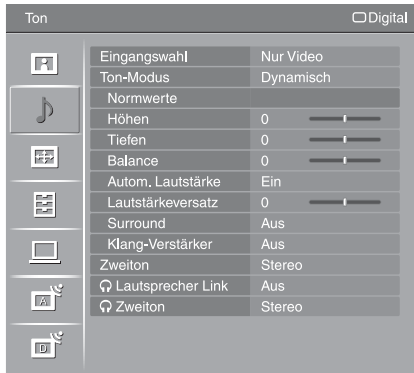 Ton Digital
Eingangswahl Nur Video
Ton-Modus Dynamisch
Normwerte
Höhen 0
Tiefen 0
Balance 0
Autom. Lautstärke Ein
Lautstärkeversatz 0
Surround Aus
Klang-Verstärker Aus
Zweiton Stereo
Lautsprecher Link Aus
Zweiton Stereo
A
D